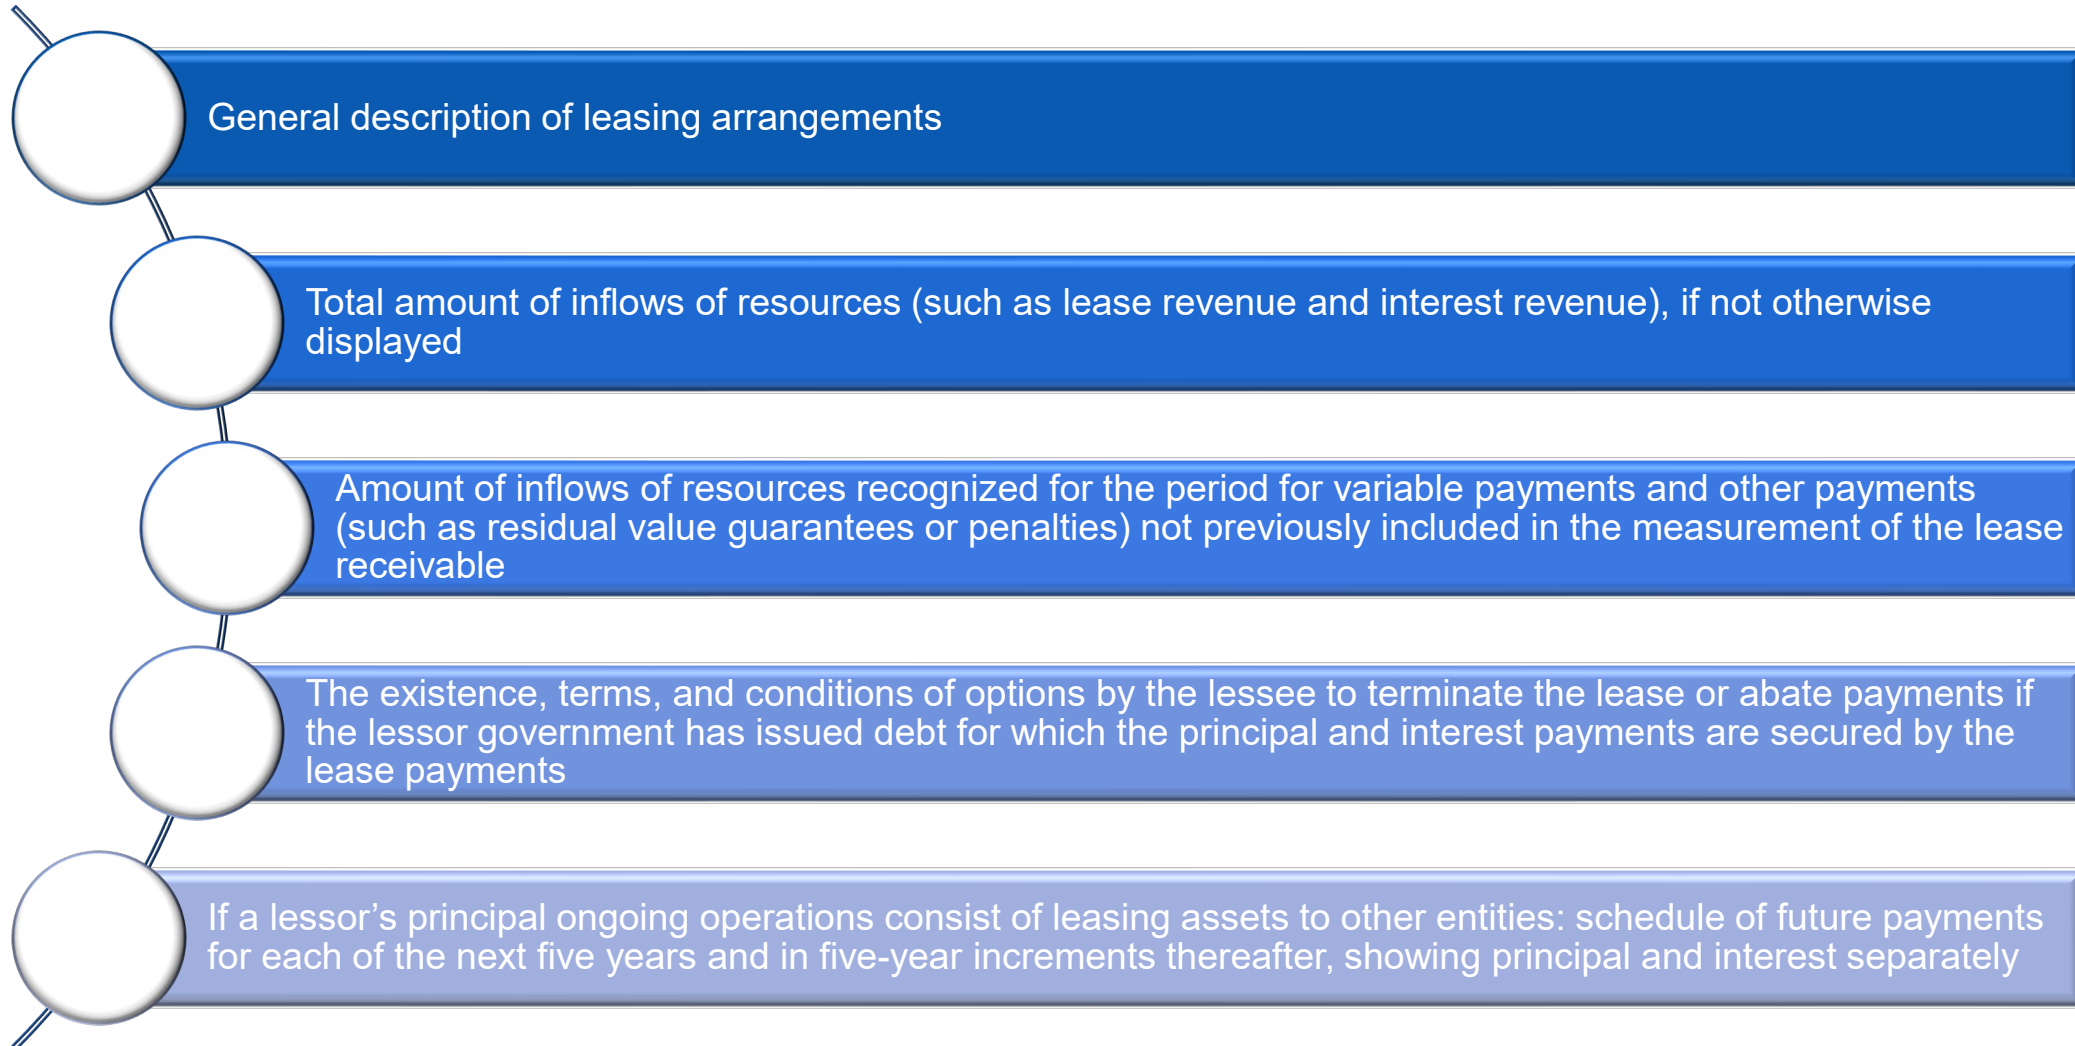 General description of leasing arrangements
Total amount of inflows of resources (such as lease revenue and interest revenue), if not otherwise
displayed
Amount of inflows of resources recognized for the period for variable payments and other payments
(such as residual value guarantees or penalties) not previously included in the measurement of the lease
receivable
The existence, terms, and conditions of options by the lessee to terminate the lease or abate payments if
the lessor government has issued debt for which the principal and interest payments are secured by the
lease payments
If a lessor’s principal ongoing operations consist of leasing assets to other entities: schedule of future payments
for each of the next five years and in five-year increments thereafter, showing principal and interest separately